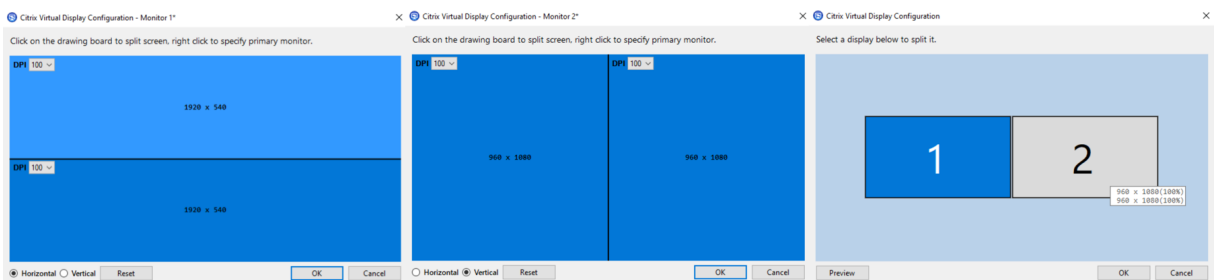 Citrix Virtual Display Configuration - Monitor 1*
Click on the drawing board to split screen, right click to specify primary monitor.
DPI 100
1920 x 540
DPI 100
1920 x 540
Horizontal Vertical Reset OK Cancel
Citrix Virtual Display Configuration - Monitor 2*
Click on the drawing board to split screen, right click to specify primary monitor.
DPI 100 DPI 100
960 x 1080 960 x 1080
Horizontal Vertical Reset OK Cancel
Citrix Virtual Display Configuration
Select a display below to split it.
1 2
960 x 1080(100%)
960 x 1080(100%)
Preview OK Cancel